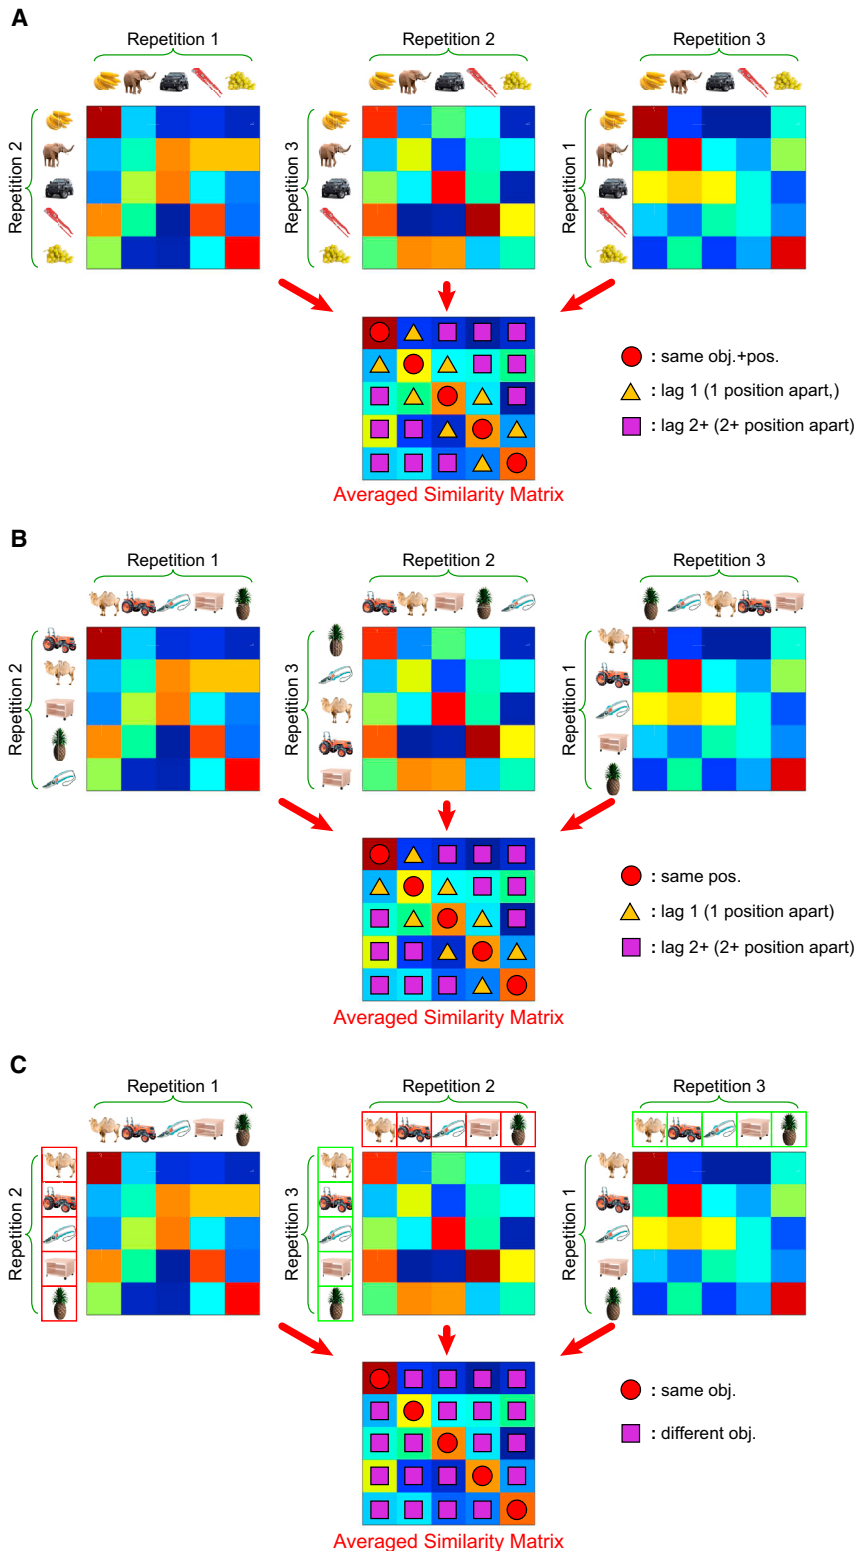 A
Repetition 1
Repetition 2
Repetition 3
Repetition 2
Repetition 3
Repetition 1
: same obj.+pos.
: lag 1 (1 position apart,)
: lag 2+ (2+ position apart)
Averaged Similarity Matrix
B
Repetition 1
Repetition 2
Repetition 3
Repetition 2
Repetition 3
Repetition 1
: same pos.
: lag 1 (1 position apart)
: lag 2+ (2+ position apart)
Averaged Similarity Matrix
C
Repetition 1
Repetition 2
Repetition 3
Repetition 2
Repetition 3
Repetition 1
: same obj.
: different obj.
Averaged Similarity Matrix